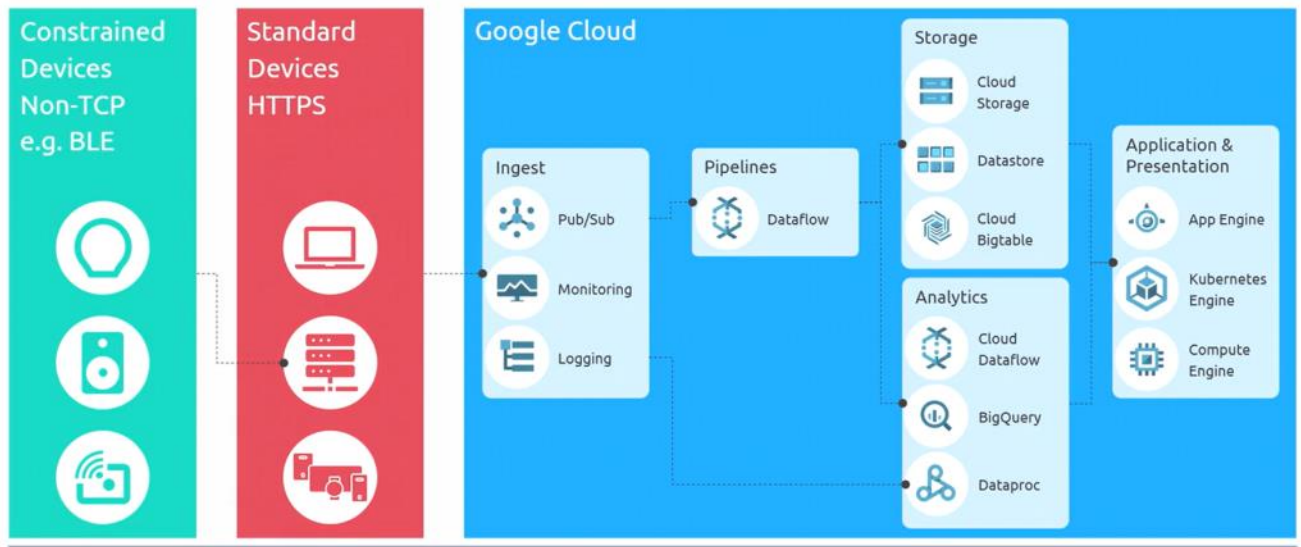 Constrained
Devices
Non-TCP
e.g. BLE
Standard
Devices
HTTPS
Google Cloud
Ingest
Pub/Sub
Monitoring
Logging
Pipelines
Dataflow
Storage
Cloud
Storage
Datastore
Cloud
Bigtable
Analytics
Cloud
Dataflow
BigQuery
Dataproc
Application &
Presentation
App Engine
Kubernetes
Engine
Compute
Engine